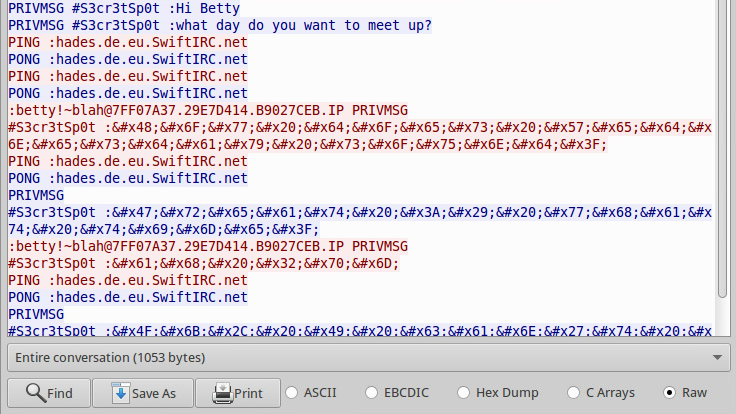 PRIVMSG #S3cr3tSp0t :Hi Betty
PRIVMSG #S3cr3tSp0t :what day do you want to meet up?
PING :hades.de.eu.SwiftIRC.net
PONG :hades.de.eu.SwiftIRC.net
PING :hades.de.eu.SwiftIRC.net
PONG :hades.de.eu.SwiftIRC.net
:betty!~blah@7FF07A37.29E7D414.B9027CEB.IP PRIVMSG
#S3cr3tSp0t :&#x48;&#x6F;&#x77;&#x20;&#x64;&#x6F;&#x65;&#x73;&#x20;&#x57;&#x65;&#x64;&#x
6E;&#x65;&#x73;&#x64;&#x61;&#x79;&#x20;&#x73;&#x6F;&#x75;&#x6E;&#x64;&#x3F;
PING :hades.de.eu.SwiftIRC.net
PONG :hades.de.eu.SwiftIRC.net
PRIVMSG
#S3cr3tSp0t :&#x47;&#x72;&#x65;&#x61;&#x74;&#x20;&#x3A;&#x29;&#x20;&#x77;&#x68;&#x61;&#x
74;&#x20;&#x74;&#x69;&#x6D;&#x65;&#x3F;
:betty!~blah@7FF07A37.29E7D414.B9027CEB.IP PRIVMSG
#S3cr3tSp0t :&#x61;&#x68;&#x20;&#x32;&#x70;&#x6D;
PING :hades.de.eu.SwiftIRC.net
PONG :hades.de.eu.SwiftIRC.net
PRIVMSG
#S3cr3tSp0t :&#x4F;&#x6B;&#x2C;&#x20;&#x49;&#x20;&#x63;&#x61;&#x6E;&#x27;&#x74;&#x20;&#x
Entire conversation (1053 bytes)
Find Save As Print ASCII EBCDIC Hex Dump C Arrays Raw